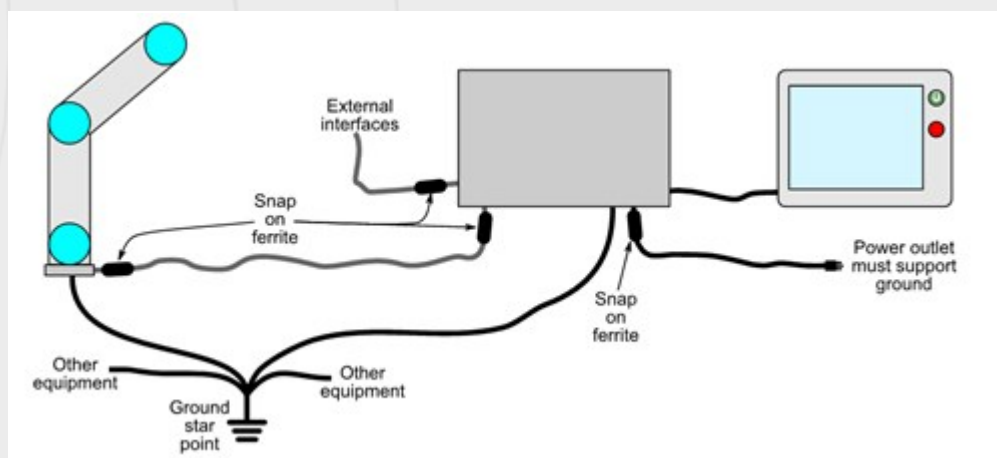 External
interfaces
Snap
on
ferrite
Power outlet
must support
ground
Snap
on
ferrite
Other
equipment
Other
equipment
Ground
star
point